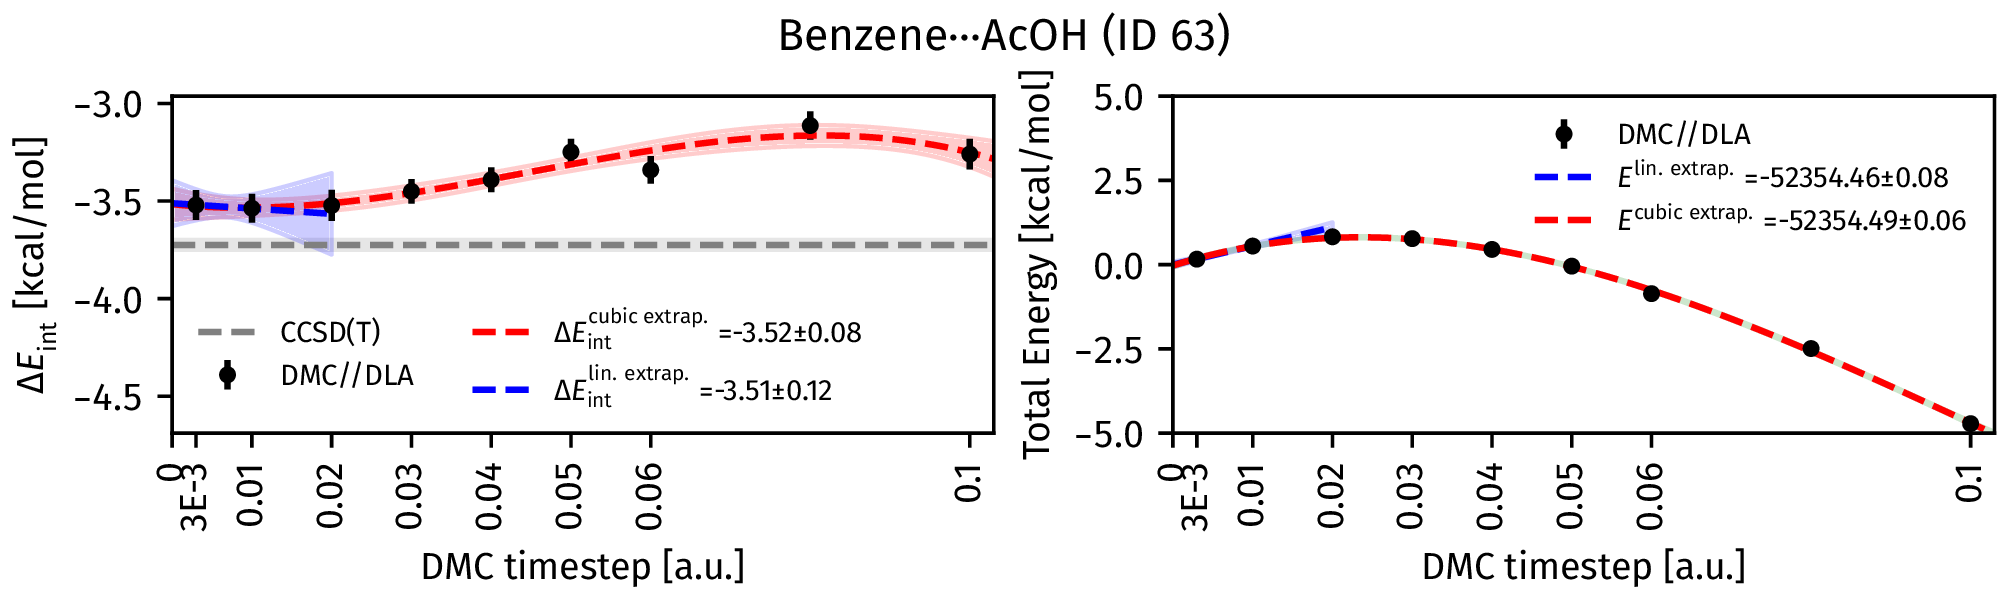 Benzene···AcOH (ID 63)
ΔE_int [kcal/mol]
−3.0
−3.5
−4.0
−4.5
CCSD(T)
DMC//DLA
ΔE_int^cubic extrap. =-3.52±0.08
ΔE_int^lin. extrap. =-3.51±0.12
0
3E-3
0.01
0.02
0.03
0.04
0.05
0.06
0.1
DMC timestep [a.u.]
Total Energy [kcal/mol]
5.0
2.5
0.0
−2.5
−5.0
DMC//DLA
E^lin. extrap. =-52354.46±0.08
E^cubic extrap. =-52354.49±0.06
0
3E-3
0.01
0.02
0.03
0.04
0.05
0.06
0.1
DMC timestep [a.u.]